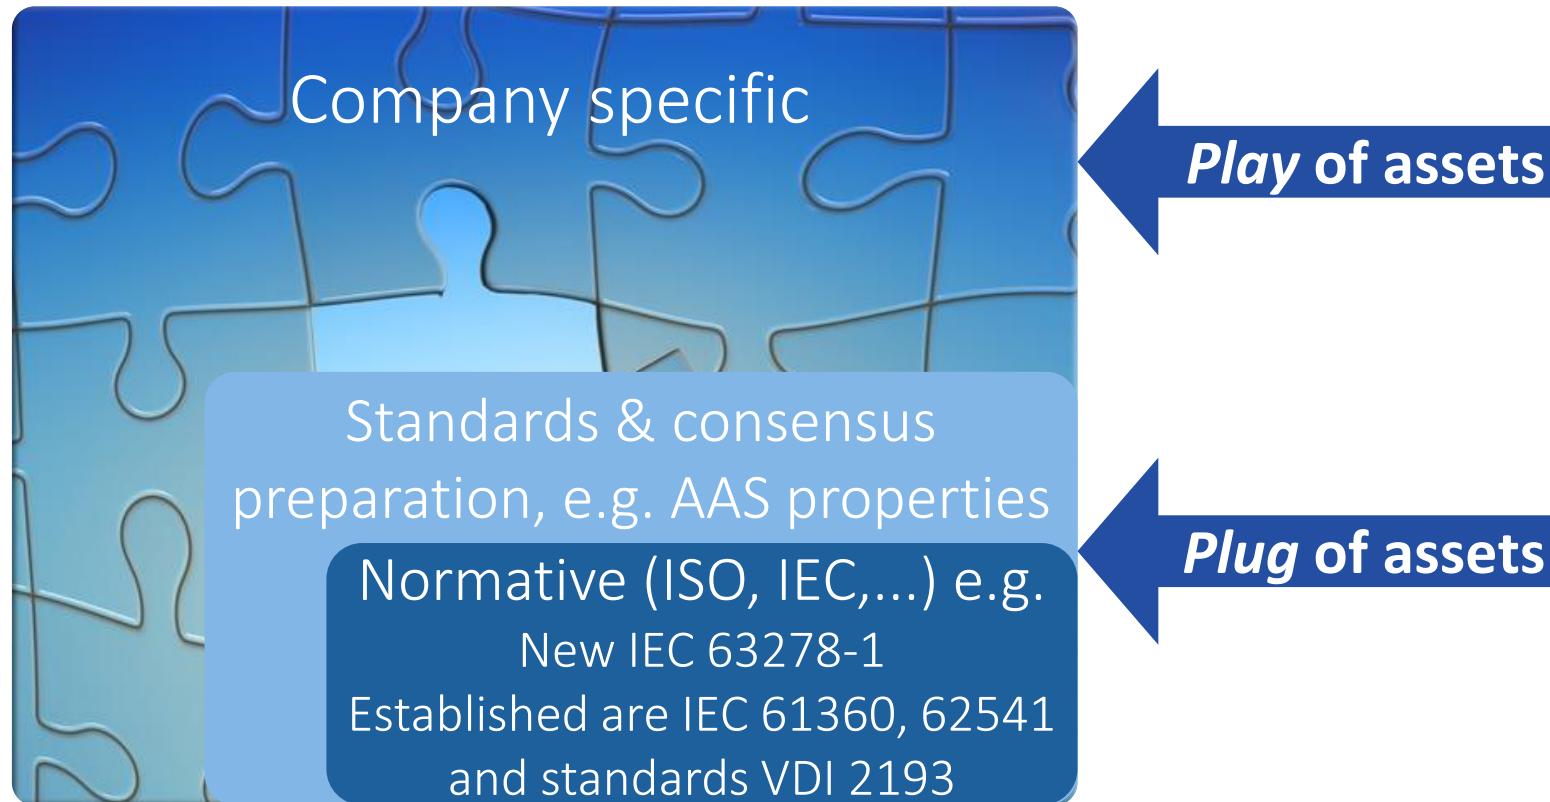 Company specific
Play of assets
Standards & consensus
preparation, e.g. AAS properties
Plug of assets
Normative (ISO, IEC,...) e.g.
New IEC 63278-1
Established are IEC 61360, 62541
and standards VDI 2193